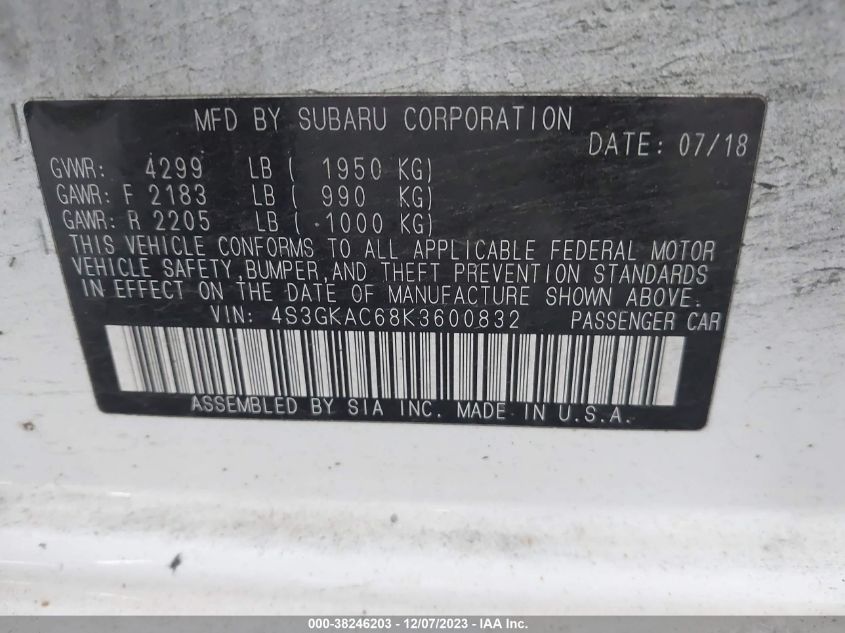 MFD BY SUBARU CORPORATION
DATE: 07/18
GVWR: 4299 LB ( 1950 KG)
GAWR: F 2183 LB ( 990 KG)
GAWR: R 2205 LB ( 1000 KG)
THIS VEHICLE CONFORMS TO ALL APPLICABLE FEDERAL MOTOR
VEHICLE SAFETY, BUMPER, AND THEFT PREVENTION STANDARDS
IN EFFECT ON THE DATE OF MANUFACTURE SHOWN ABOVE.
VIN: 4S3GKAC68K3600832 PASSENGER CAR
ASSEMBLED BY SIA INC. MADE IN U.S.A.
000-38246203 - 12/07/2023 - IAA Inc.